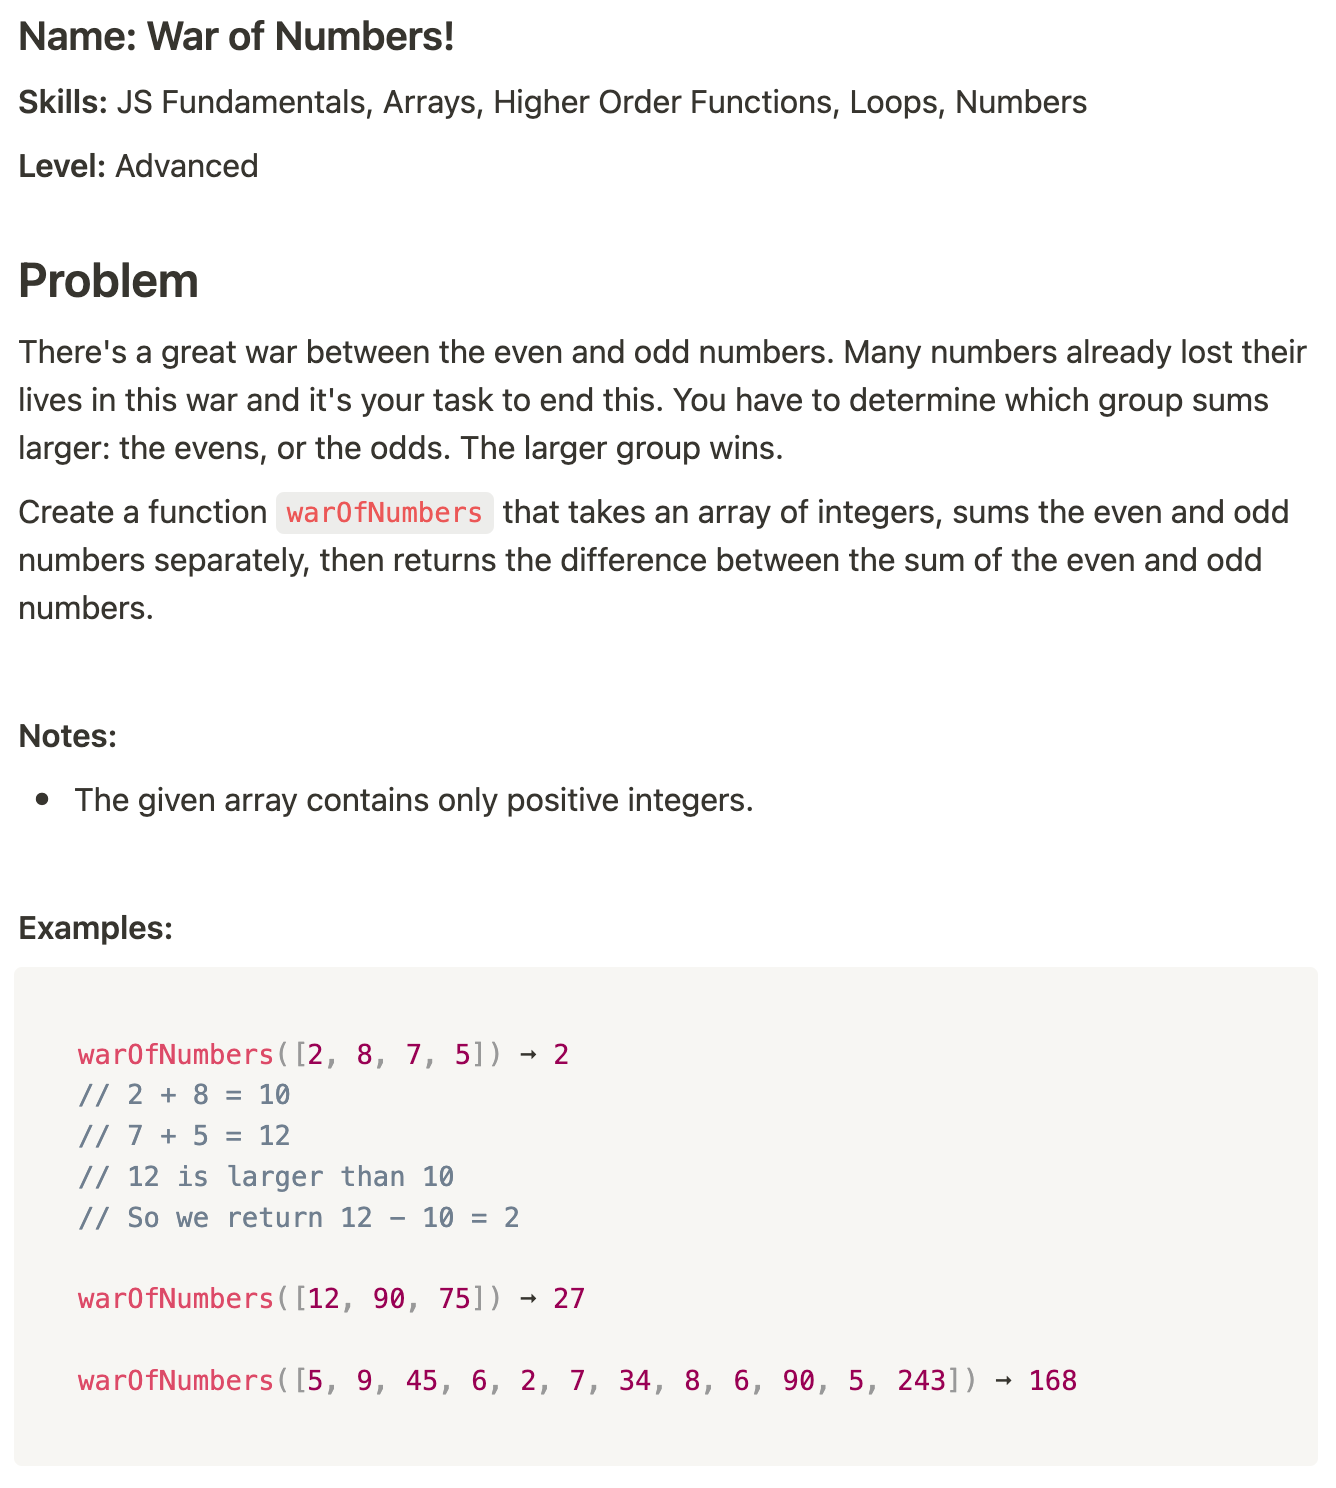 Name: War of Numbers!
Skills: JS Fundamentals, Arrays, Higher Order Functions, Loops, Numbers
Level: Advanced
Problem
There's a great war between the even and odd numbers. Many numbers already lost their
lives in this war and it's your task to end this. You have to determine which group sums
larger: the evens, or the odds. The larger group wins.
Create a function warOfNumbers that takes an array of integers, sums the even and odd
numbers separately, then returns the difference between the sum of the even and odd
numbers.
Notes:
• The given array contains only positive integers.
Examples:
warOfNumbers([2, 8, 7, 5]) → 2
// 2 + 8 = 10
// 7 + 5 = 12
// 12 is larger than 10
// So we return 12 - 10 = 2
warOfNumbers([12, 90, 75]) → 27
warOfNumbers([5, 9, 45, 6, 2, 7, 34, 8, 6, 90, 5, 243]) → 168